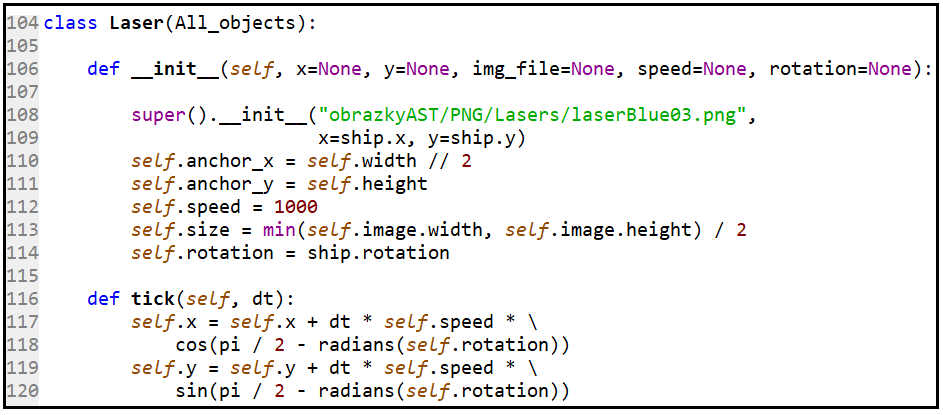 104 class Laser(All_objects):
105
106     def __init__(self, x=None, y=None, img_file=None, speed=None, rotation=None):
107
108         super().__init__("obrazkyAST/PNG/Lasers/laserBlue03.png",
109                          x=ship.x, y=ship.y)
110         self.anchor_x = self.width // 2
111         self.anchor_y = self.height
112         self.speed = 1000
113         self.size = min(self.image.width, self.image.height) / 2
114         self.rotation = ship.rotation
115
116     def tick(self, dt):
117         self.x = self.x + dt * self.speed * \
118             cos(pi / 2 - radians(self.rotation))
119         self.y = self.y + dt * self.speed * \
120             sin(pi / 2 - radians(self.rotation))